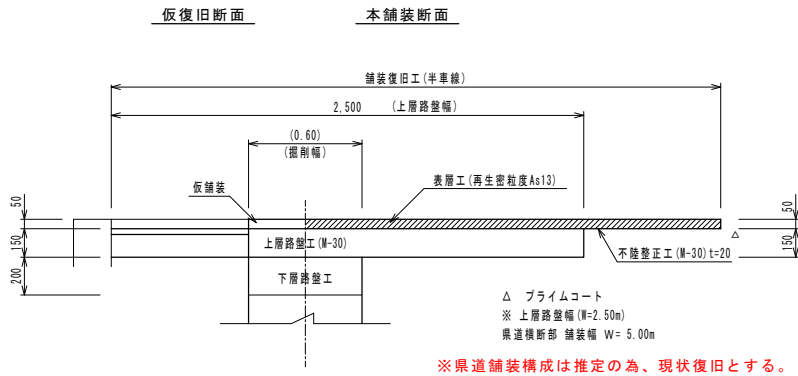 仮復旧断面
本舗装断面
舗装復旧工(半車線)
2,500 (上層路盤幅)
(0.60)
(掘削幅)
仮舗装
表層工(再生密粒度As13)
50
150
200
上層路盤工(M-30)
下層路盤工
50
150
△
不陸整正工(M-30)t=20
△ プライムコート
※ 上層路盤幅(W=2.50m)
県道横断部 舗装幅 W= 5.00m
※県道舗装構成は推定の為、現状復旧とする。